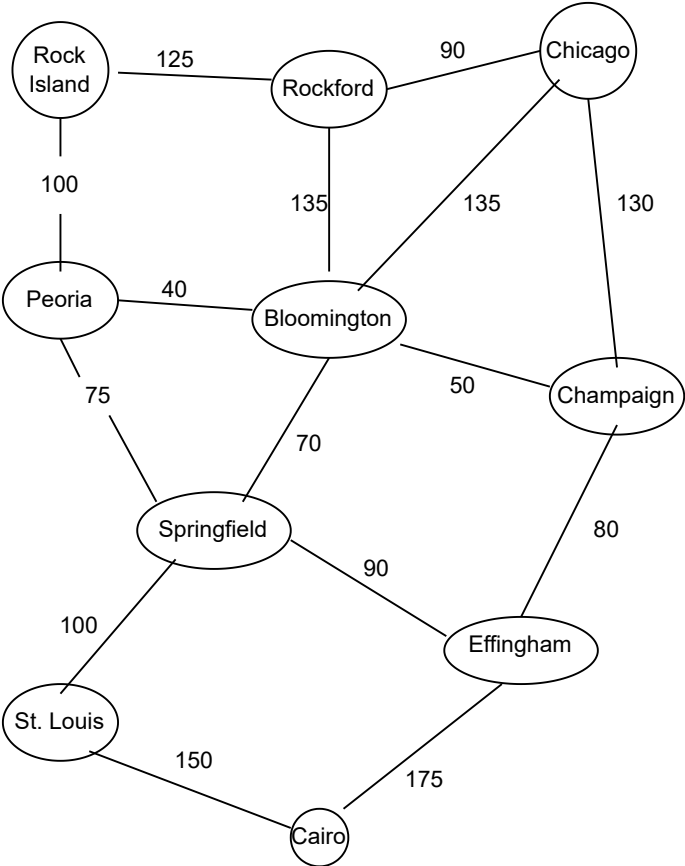 Rock
Island
125
Rockford
90
Chicago
100
135
135
130
Peoria
40
Bloomington
75
50
Champaign
70
Springfield
90
80
100
Effingham
St. Louis
150
175
Cairo